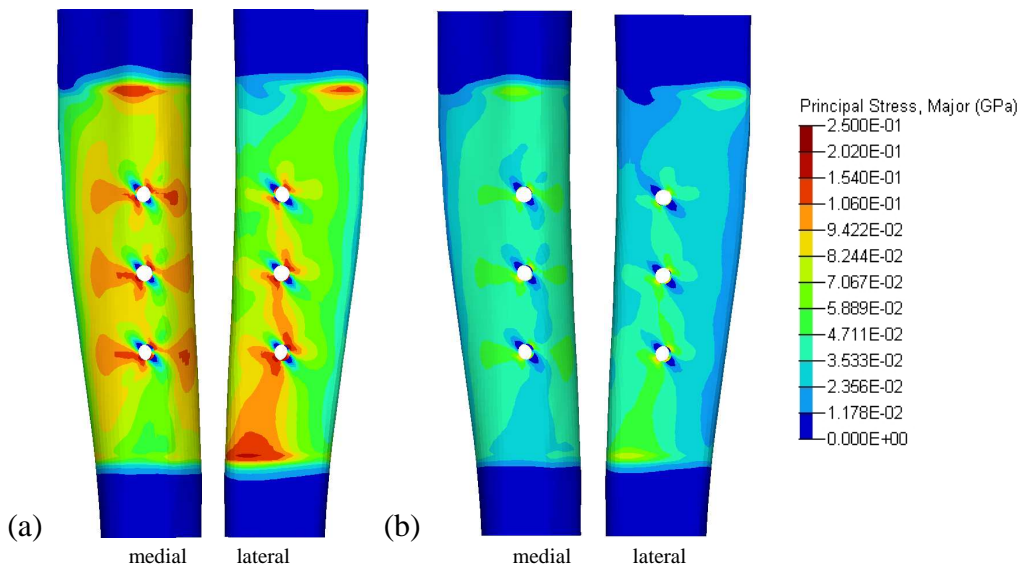 Principal Stress, Major (GPa)
2.500E-01
2.020E-01
1.540E-01
1.060E-01
9.422E-02
8.244E-02
7.067E-02
5.889E-02
4.711E-02
3.533E-02
2.356E-02
1.178E-02
0.000E+00
(a)
(b)
medial
lateral
medial
lateral